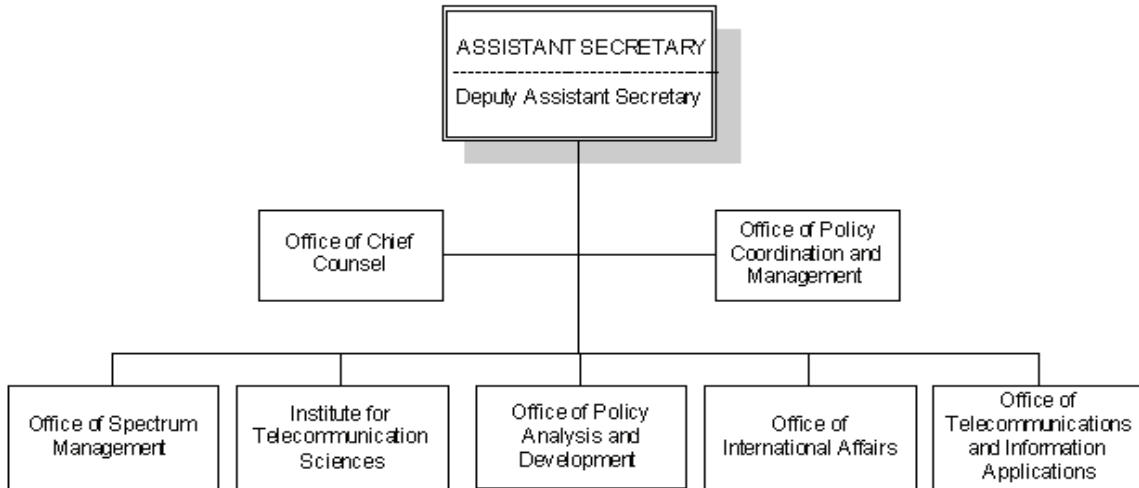 ASSISTANT SECRETARY
Deputy Assistant Secretary
Office of Chief
Counsel
Office of Policy
Coordination and
Management
Office of Spectrum
Management
Institute for
Telecommunication
Sciences
Office of Policy
Analysis and
Development
Office of
International Affairs
Office of
Telecommunications
and Information
Applications